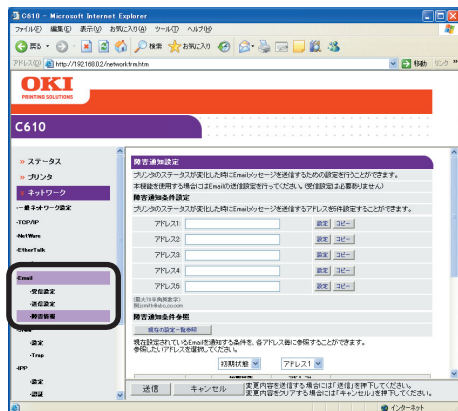 C610 - Microsoft Internet Explorer
ファイル(F) 編集(E) 表示(V) お気に入り(A) ツール(T) ヘルプ(H)
戻る 検索 お気に入り
アドレス(D) http://192.168.0.2/networkfrm.htm 移動 リンク »
OKI
PRINTING SOLUTIONS
C610
» ステータス
» プリンタ
» ネットワーク
-一般ネットワーク設定
-TCP/IP
-NetWare
-EtherTalk
-Email
-受信設定
-送信設定
-障害情報
-設定
-Trap
-IPP
-設定
-認証
障害通知設定
プリンタのステータスが変化した時にEmailメッセージを送信するための設定を行うことができます。
本機能を使用する場合にはEmailの送信設定を行ってください。(受信設定は必要ありません)
障害通知条件設定
プリンタのステータスが変化した時にEmailメッセージを送信するアドレスを5件設定することができます。
アドレス1: 設定 コピー
アドレス2: 設定 コピー
アドレス3: 設定 コピー
アドレス4: 設定 コピー
アドレス5: 設定 コピー
障害通知条件参照
現在の設定一覧参照
現在設定されているEmailを通知する条件を、各アドレス毎に参照することができます。
参照したいアドレスを選択してください。
初期状態 アドレス1
送信 キャンセル
変更内容を送信する場合には「送信」を押下してください。
変更内容をクリアする場合には「キャンセル」を押下してください。
インターネット